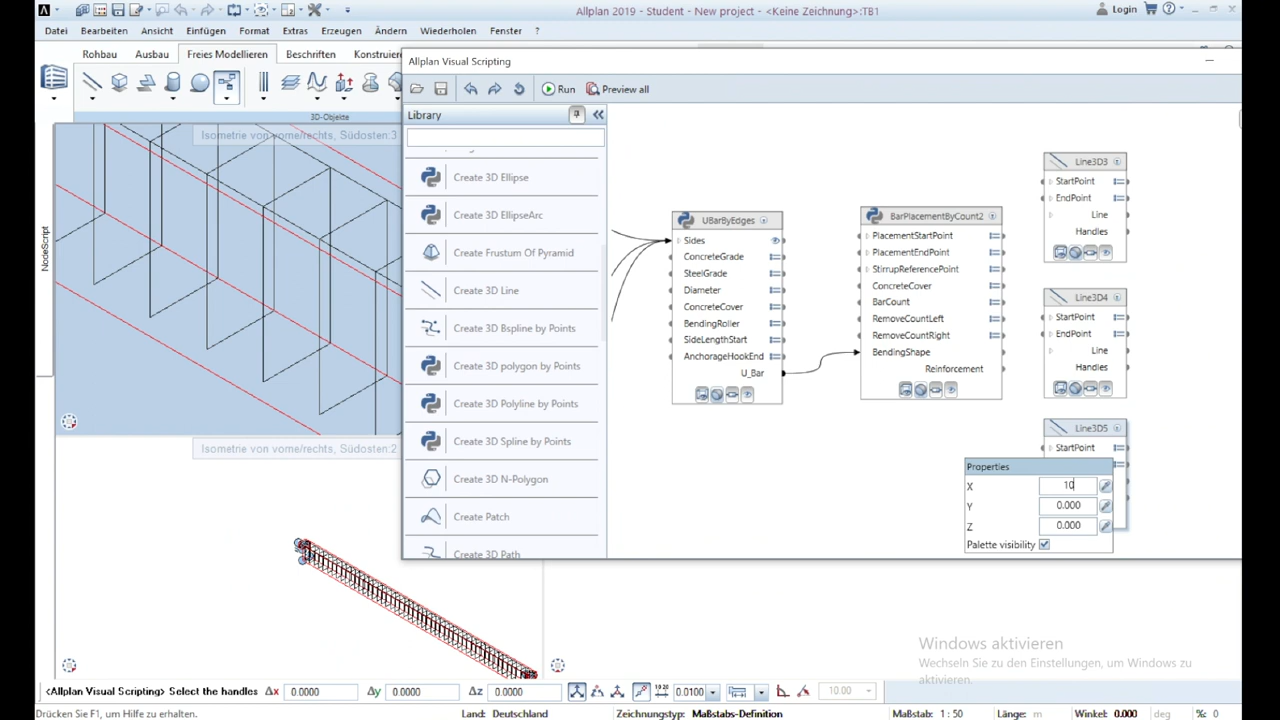 Allplan 2019 - Student - New project - <Keine Zeichnung>:TB1
Login
Datei Bearbeiten Ansicht Einfügen Format Extras Erzeugen Ändern Wiederholen Fenster ?
Rohbau Ausbau Freies Modellieren Beschriften
3D-Objekte
Isometrie von vorne/rechts, Südosten:3
NodeScript
Isometrie von vorne/rechts, Südosten:2
Allplan Visual Scripting
Run Preview all
Library
Create 3D Ellipse
Create 3D EllipseArc
Create Frustum Of Pyramid
Create 3D Line
Create 3D Bspline by Points
Create 3D polygon by Points
Create 3D Polyline by Points
Create 3D Spline by Points
Create 3D N-Polygon
Create Patch
Create 3D Path
UBarByEdges
Sides
ConcreteGrade
SteelGrade
Diameter
ConcreteCover
BendingRoller
SideLengthStart
AnchorageHookEnd
U_Bar
BarPlacementByCount2
PlacementStartPoint
PlacementEndPoint
StirrupReferencePoint
ConcreteCover
BarCount
RemoveCountLeft
RemoveCountRight
BendingShape
Reinforcement
Line3D3
StartPoint
EndPoint
Line
Handles
Line3D4
StartPoint
EndPoint
Line
Handles
Line3D5
StartPoint
Properties
X 10
Y 0.000
Z 0.000
Palette visibility
Windows aktivieren
Wechseln Sie zu den Einstellungen, um Windows zu
aktivieren.
<Allplan Visual Scripting> Select the handles Δx 0.0000 Δy 0.0000 Δz 0.0000 0.0100 10.00
Drücken Sie F1, um Hilfe zu erhalten. Land: Deutschland Zeichnungstyp: Maßstabs-Definition Maßstab: 1 : 50 Länge: m Winkel: 0.000 deg %: 0